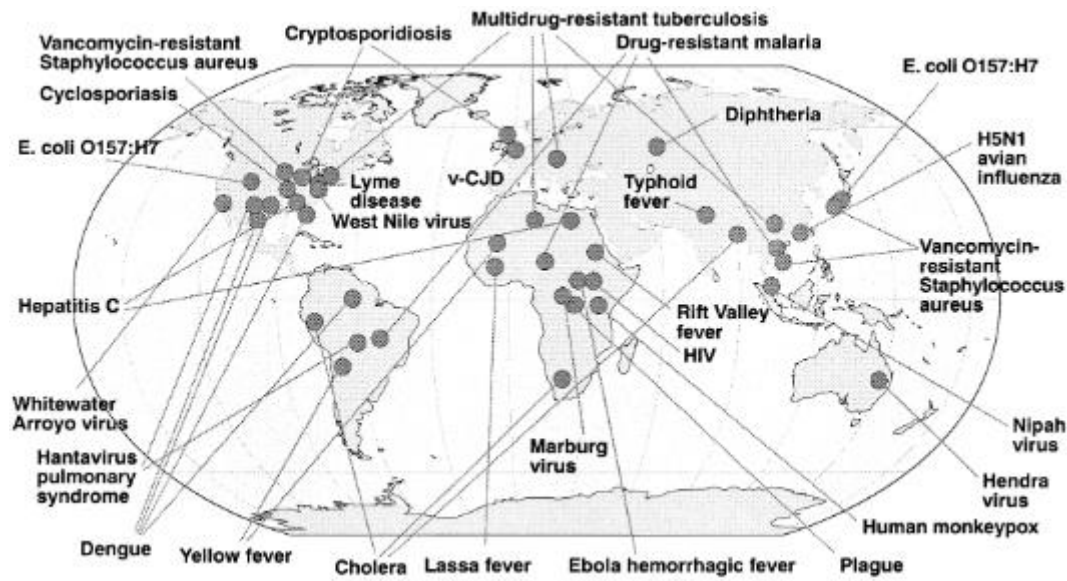 Multidrug-resistant tuberculosis
Cryptosporidiosis
Vancomycin-resistant
Staphylococcus aureus
Drug-resistant malaria
E. coli O157:H7
Cyclosporiasis
Diphtheria
E. coli O157:H7
H5N1
avian
influenza
v-CJD
Lyme
disease
Typhoid
fever
West Nile virus
Vancomycin-
resistant
Staphylococcus
aureus
Hepatitis C
Rift Valley
fever
HIV
Whitewater
Arroyo virus
Nipah
virus
Marburg
virus
Hantavirus
pulmonary
syndrome
Hendra
virus
Human monkeypox
Dengue
Yellow fever
Cholera
Lassa fever
Ebola hemorrhagic fever
Plague